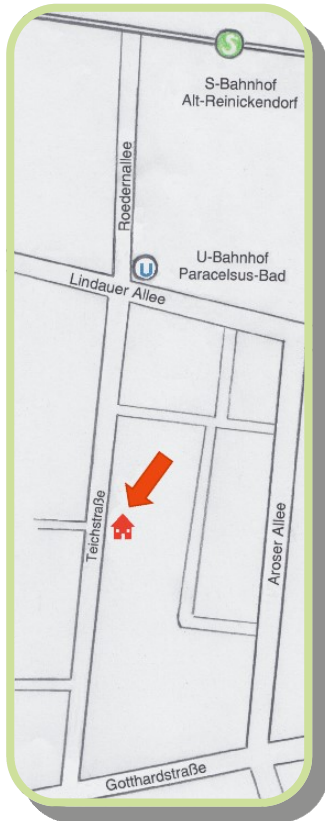 S
S-Bahnhof
Alt-Reinickendorf
Roedernallee
U
U-Bahnhof
Paracelsus-Bad
Lindauer Allee
Teichstraße
Aroser Allee
Gotthardstraße